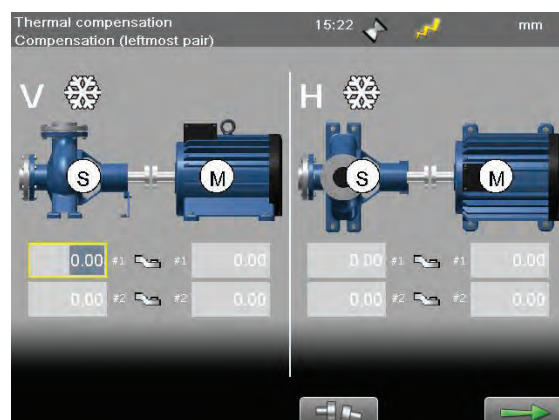 Thermal compensation
Compensation (leftmost pair)
15:22
mm
V
H
S M
S M
0.00 #1 #1 0.00
0.00 #2 #2 0.00
0.00 #1 #1 0.00
0.00 #2 #2 0.00